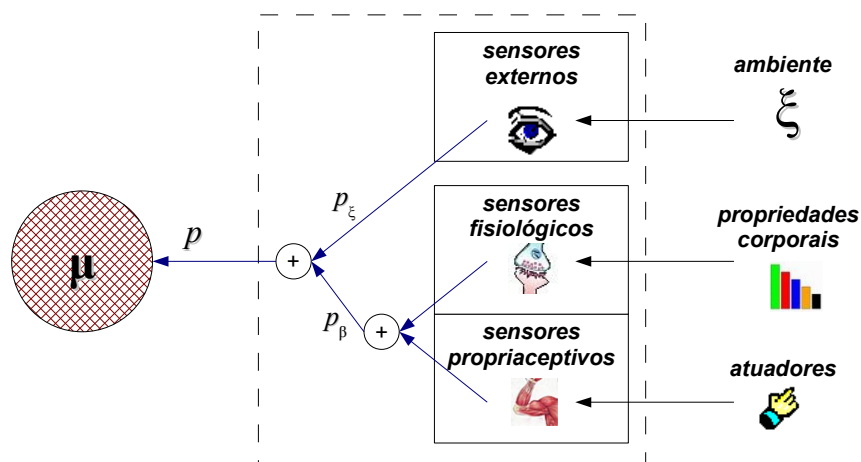 sensores
externos
ambiente
ξ
p ξ
sensores
fisiológicos
propriedades
corporais
p
μ
+
p β
+
sensores
propriaceptivos
atuadores